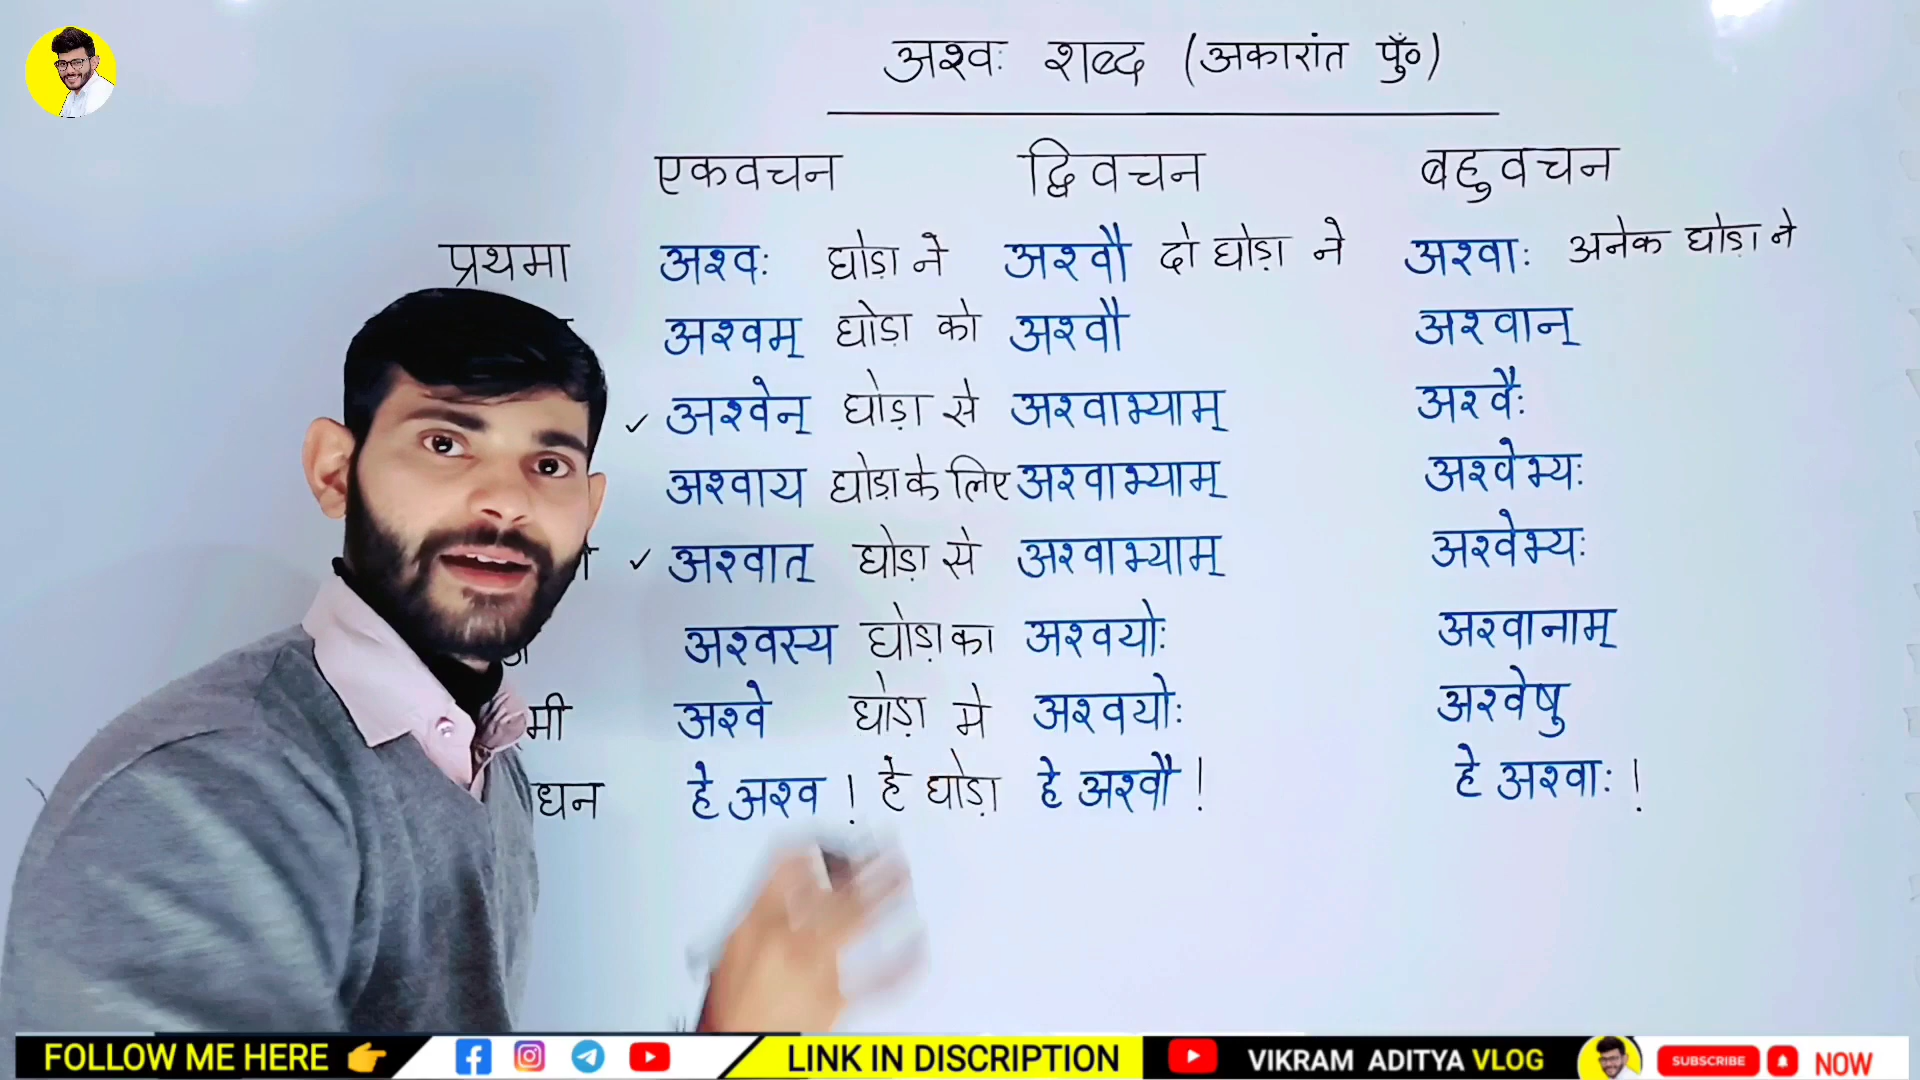 अश्वः शब्द (अकारांत पुँ०)
एकवचन द्विवचन बहुवचन
प्रथमा अश्वः घोड़ा ने अश्वौ दो घोड़ा ने अश्वाः अनेक घोड़ा ने
अश्वम् घोड़ा को अश्वौ अश्वान्
✓ अश्वेन् घोड़ा से अश्वाभ्याम् अश्वैः
अश्वाय घोड़ा के लिए अश्वाभ्याम् अश्वेभ्यः
✓ अश्वात् घोड़ा से अश्वाभ्याम् अश्वेभ्यः
अश्वस्य घोड़ा का अश्वयोः अश्वानाम्
मी अश्वे घोड़ा मे अश्वयोः अश्वेषु
धन हे अश्व ! हे घोड़ा हे अश्वौ ! हे अश्वाः !
FOLLOW ME HERE LINK IN DISCRIPTION VIKRAM ADITYA VLOG SUBSCRIBE NOW